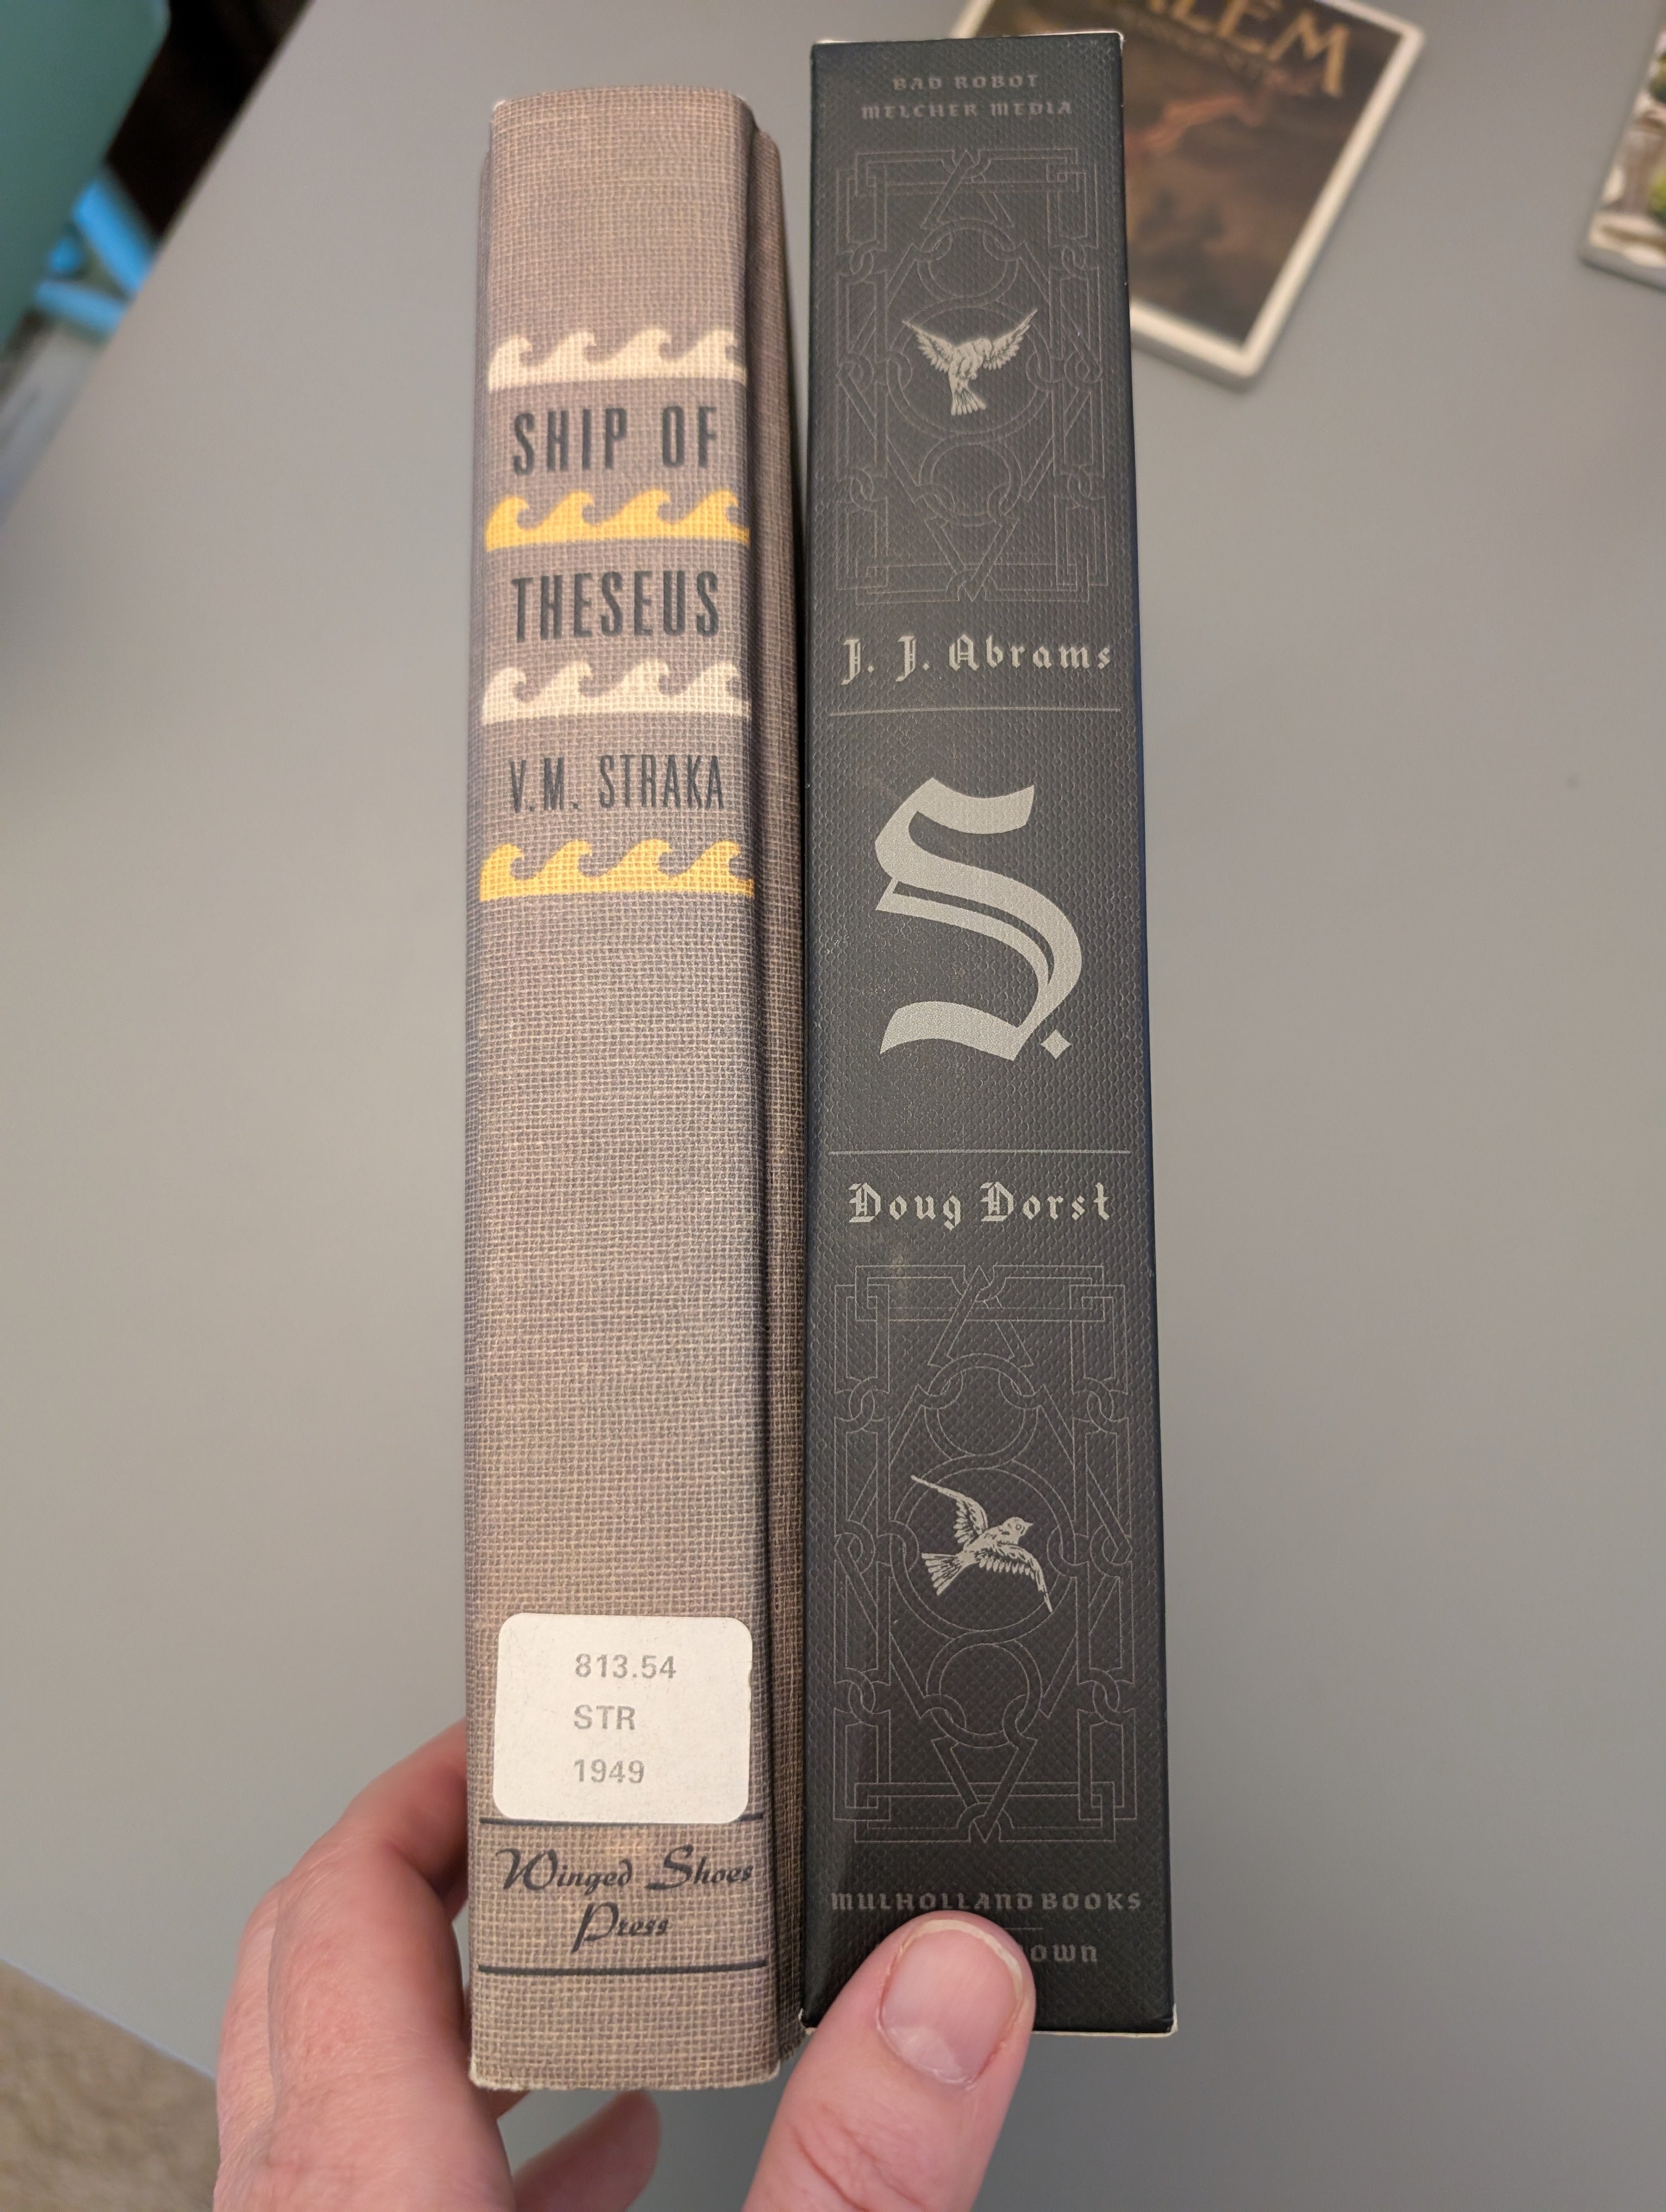 SHIP OF
THESEUS
V.M. STRAKA
813.54
STR
1949
Winged Shoes
Press
BAD ROBOT
MELCHER MEDIA
J. J. Abrams
S.
Doug Dorst
MULHOLLAND BOOKS